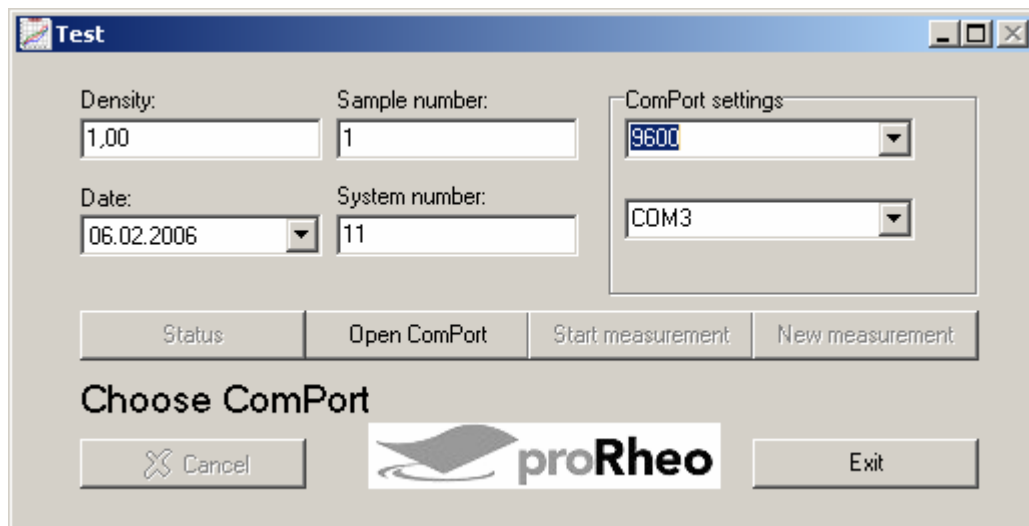 Test
Density:
Sample number:
ComPort settings
1,00
1
9600
Date:
System number:
06.02.2006
11
COM3
Status
Open ComPort
Start measurement
New measurement
Choose ComPort
Cancel
proRheo
Exit